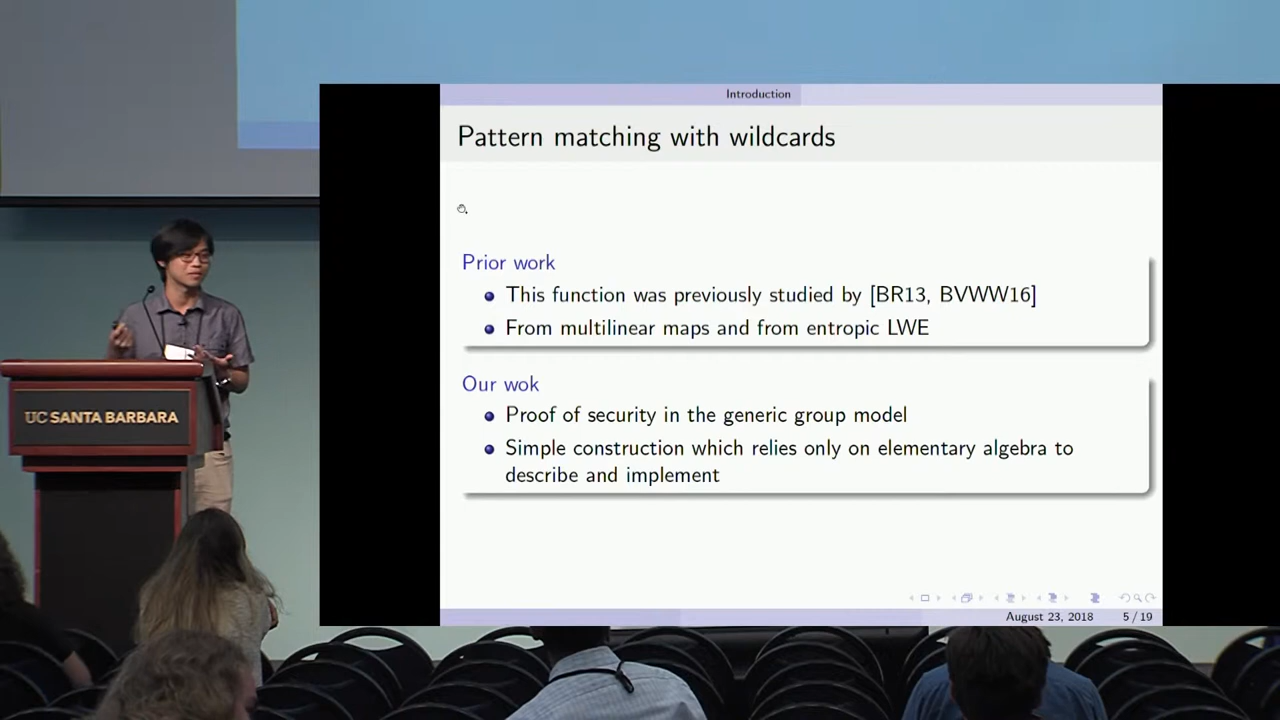 Introduction
Pattern matching with wildcards
Prior work
This function was previously studied by [BR13, BVWW16]
From multilinear maps and from entropic LWE
Our wok
Proof of security in the generic group model
Simple construction which relies only on elementary algebra to
describe and implement
August 23, 2018 5 / 19
UC SANTA BARBARA